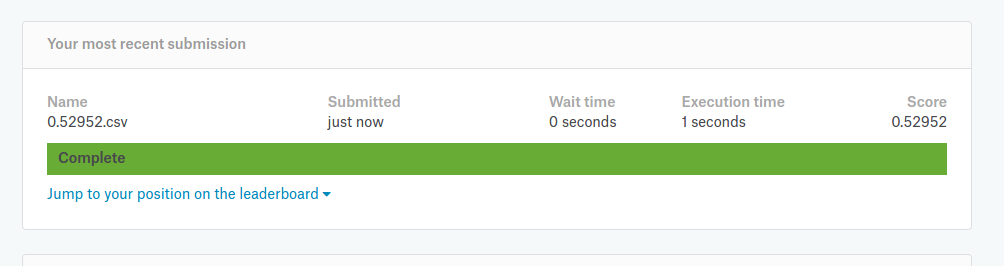 Your most recent submission
Name Submitted Wait time Execution time Score
0.52952.csv just now 0 seconds 1 seconds 0.52952
Complete
Jump to your position on the leaderboard